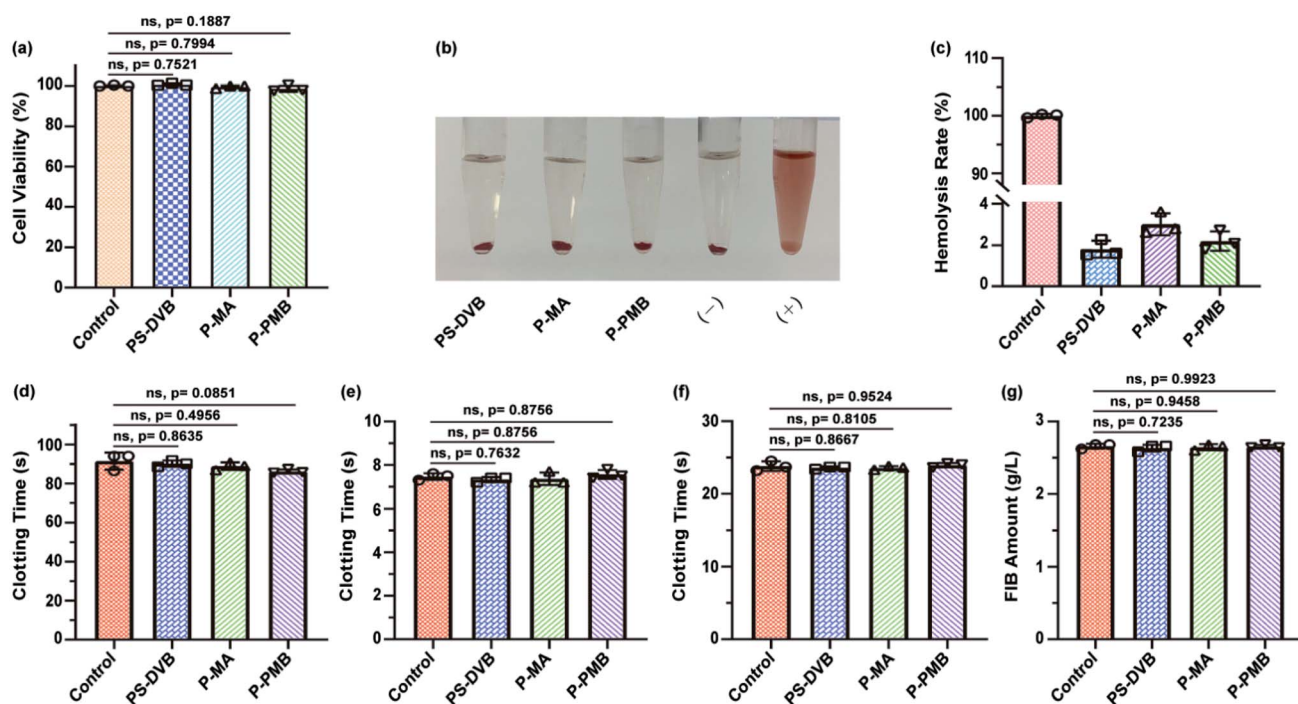 (a)
ns, p= 0.1887
ns, p= 0.7994
ns, p= 0.7521
Cell Viability (%)
100
80
60
40
20
0
Control
PS-DVB
P-MA
P-PMB
(b)
PS-DVB
P-MA
P-PMB
(−)
(+)
(c)
Hemolysis Rate (%)
110
100
90
4
2
0
Control
PS-DVB
P-MA
P-PMB
(d)
ns, p= 0.0851
ns, p= 0.4956
ns, p= 0.8635
Clotting Time (s)
100
80
60
40
20
0
Control
PS-DVB
P-MA
P-PMB
(e)
ns, p= 0.8756
ns, p= 0.8756
ns, p= 0.7632
Clotting Time (s)
10
8
6
4
2
0
Control
PS-DVB
P-MA
P-PMB
(f)
ns, p= 0.9524
ns, p= 0.8105
ns, p= 0.8667
Clotting Time (s)
30
20
10
0
Control
PS-DVB
P-MA
P-PMB
(g)
ns, p= 0.9923
ns, p= 0.9458
ns, p= 0.7235
FIB Amount (g/L)
3
2
1
0
Control
PS-DVB
P-MA
P-PMB